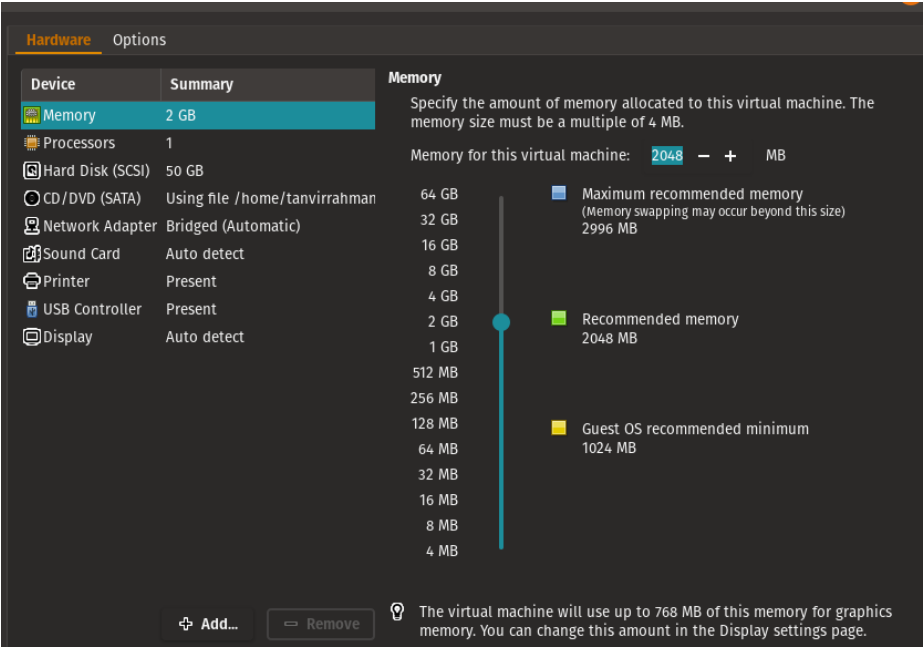 Hardware Options
Device Summary
Memory 2 GB
Processors 1
Hard Disk (SCSI) 50 GB
CD/DVD (SATA) Using file /home/tanvirrahman
Network Adapter Bridged (Automatic)
Sound Card Auto detect
Printer Present
USB Controller Present
Display Auto detect
Add...
Remove
Memory
Specify the amount of memory allocated to this virtual machine. The
memory size must be a multiple of 4 MB.
Memory for this virtual machine: 2048 − + MB
64 GB
32 GB
16 GB
8 GB
4 GB
2 GB
1 GB
512 MB
256 MB
128 MB
64 MB
32 MB
16 MB
8 MB
4 MB
Maximum recommended memory
(Memory swapping may occur beyond this size)
2996 MB
Recommended memory
2048 MB
Guest OS recommended minimum
1024 MB
The virtual machine will use up to 768 MB of this memory for graphics
memory. You can change this amount in the Display settings page.